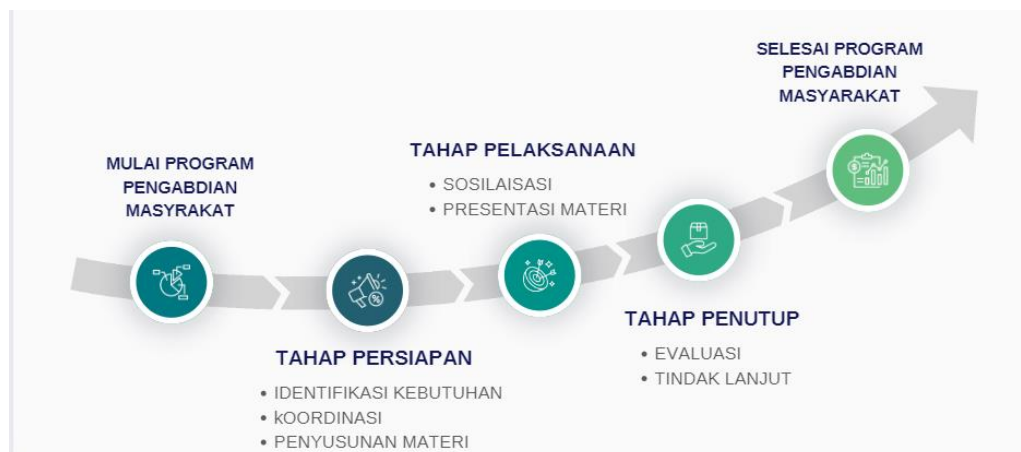 MULAI PROGRAM
PENGABDIAN
MASYRAKAT
TAHAP PERSIAPAN
• IDENTIFIKASI KEBUTUHAN
• kOORDINASI
• PENYUSUNAN MATERI
TAHAP PELAKSANAAN
• SOSILAISASI
• PRESENTASI MATERI
TAHAP PENUTUP
• EVALUASI
• TINDAK LANJUT
SELESAI PROGRAM
PENGABDIAN
MASYARAKAT